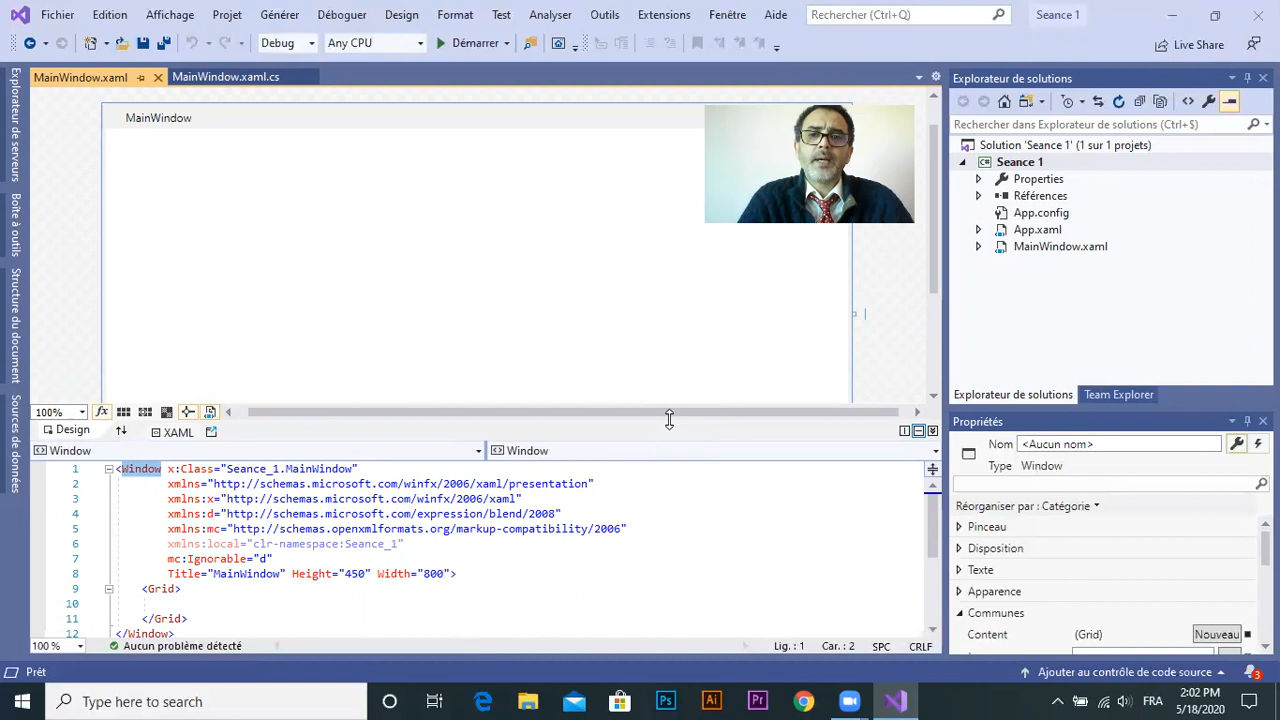 Fichier Edition Affichage Projet Générer Déboguer Design Format Test Analyser Outils Extensions Fenêtre Aide Rechercher (Ctrl+Q) Seance 1
Debug Any CPU Démarrer Live Share
MainWindow.xaml MainWindow.xaml.cs
Explorateur de serveurs
Boîte à outils
Structure du document
Sources de données
MainWindow
100%
Design XAML
Window Window
1 <Window x:Class="Seance_1.MainWindow"
2 xmlns="http://schemas.microsoft.com/winfx/2006/xaml/presentation"
3 xmlns:x="http://schemas.microsoft.com/winfx/2006/xaml"
4 xmlns:d="http://schemas.microsoft.com/expression/blend/2008"
5 xmlns:mc="http://schemas.openxmlformats.org/markup-compatibility/2006"
6 xmlns:local="clr-namespace:Seance_1"
7 mc:Ignorable="d"
8 Title="MainWindow" Height="450" Width="800">
9 <Grid>
10
11 </Grid>
12 </Window>
100 % Aucun problème détecté Lig. : 1 Car. : 2 SPC CRLF
Explorateur de solutions
Rechercher dans Explorateur de solutions (Ctrl+$)
Solution 'Seance 1' (1 sur 1 projets)
Seance 1
Properties
Références
App.config
App.xaml
MainWindow.xaml
Explorateur de solutions Team Explorer
Propriétés
Nom <Aucun nom>
Type Window
Réorganiser par : Catégorie
Pinceau
Disposition
Texte
Apparence
Communes
Content (Grid) Nouveau
Prêt Ajouter au contrôle de code source 3
Type here to search Ps Ai Pr FRA 2:02 PM
5/18/2020